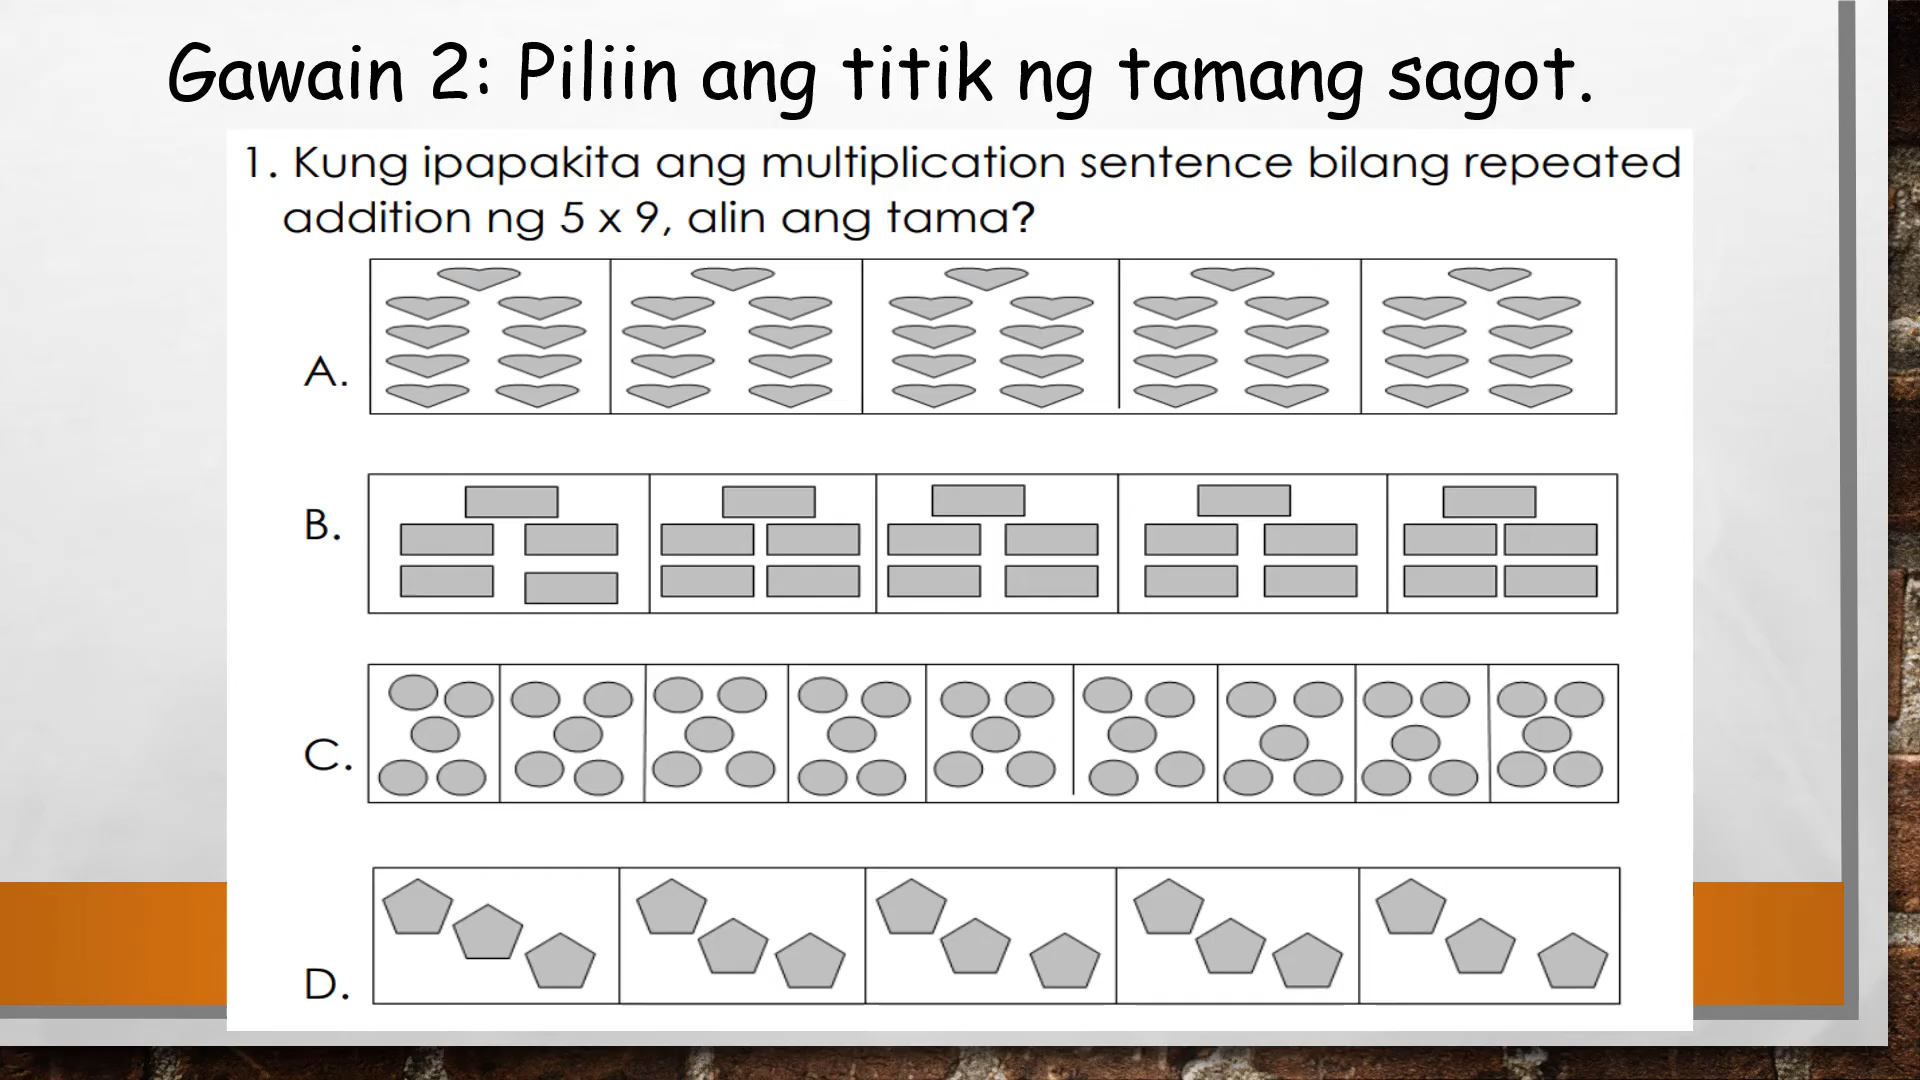 Gawain 2: Piliin ang titik ng tamang sagot.
1. Kung ipapakita ang multiplication sentence bilang repeated
addition ng 5 x 9, alin ang tama?
A.
B.
C.
D.